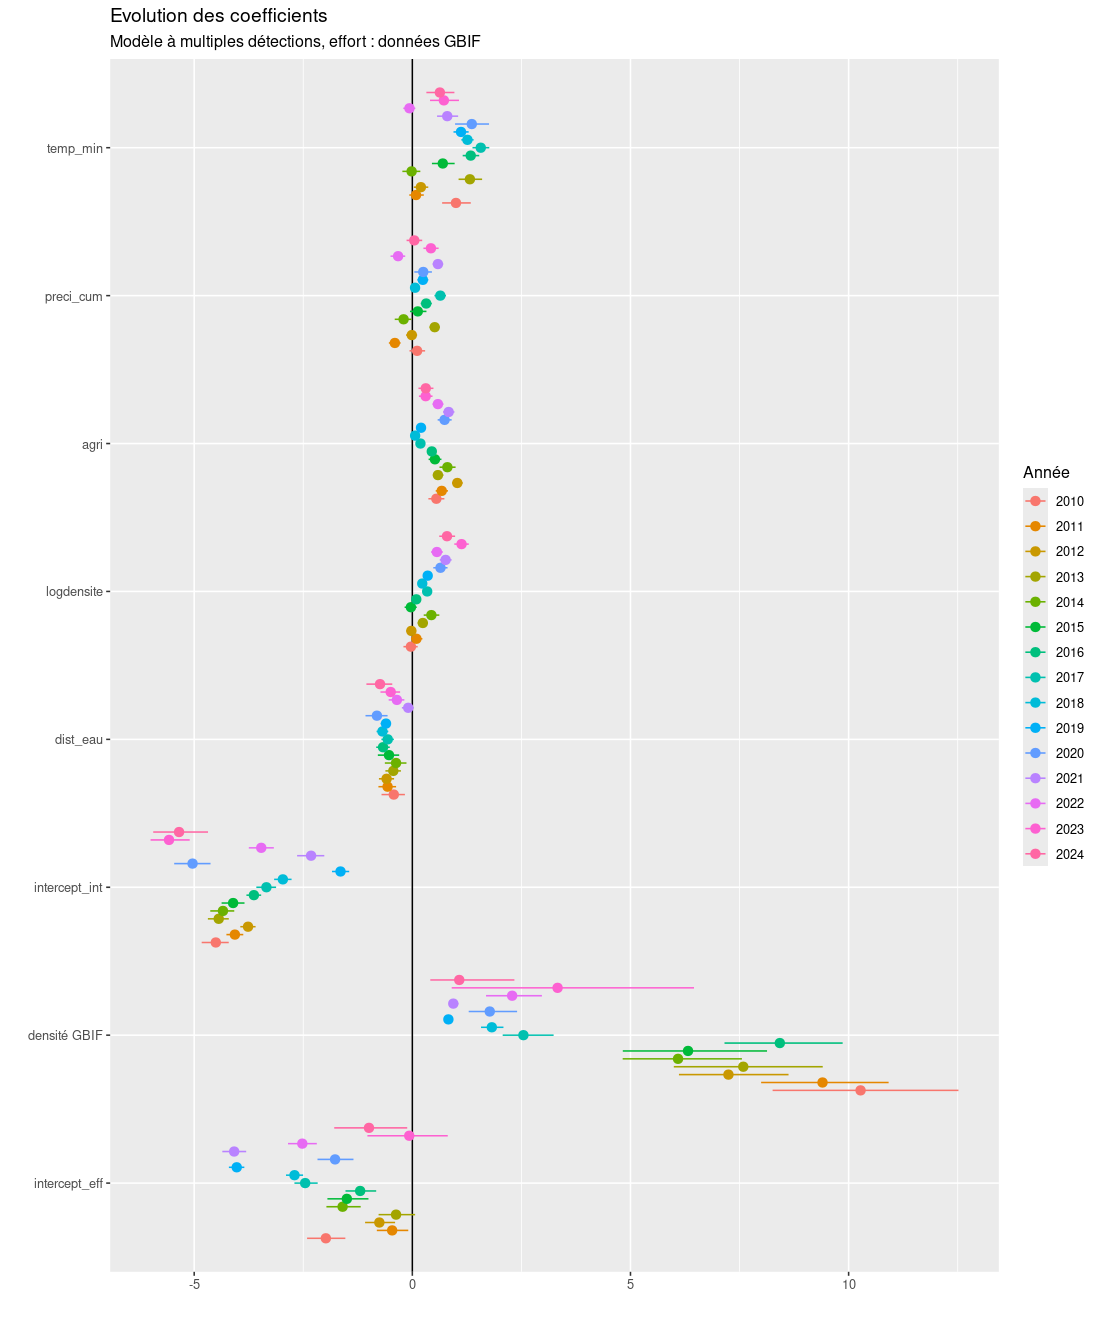 Evolution des coefficients
Modèle à multiples détections, effort : données GBIF
temp_min
preci_cum
agri
logdensite
dist_eau
intercept_int
densité GBIF
intercept_eff
-5
0
5
10
Année
2010
2011
2012
2013
2014
2015
2016
2017
2018
2019
2020
2021
2022
2023
2024